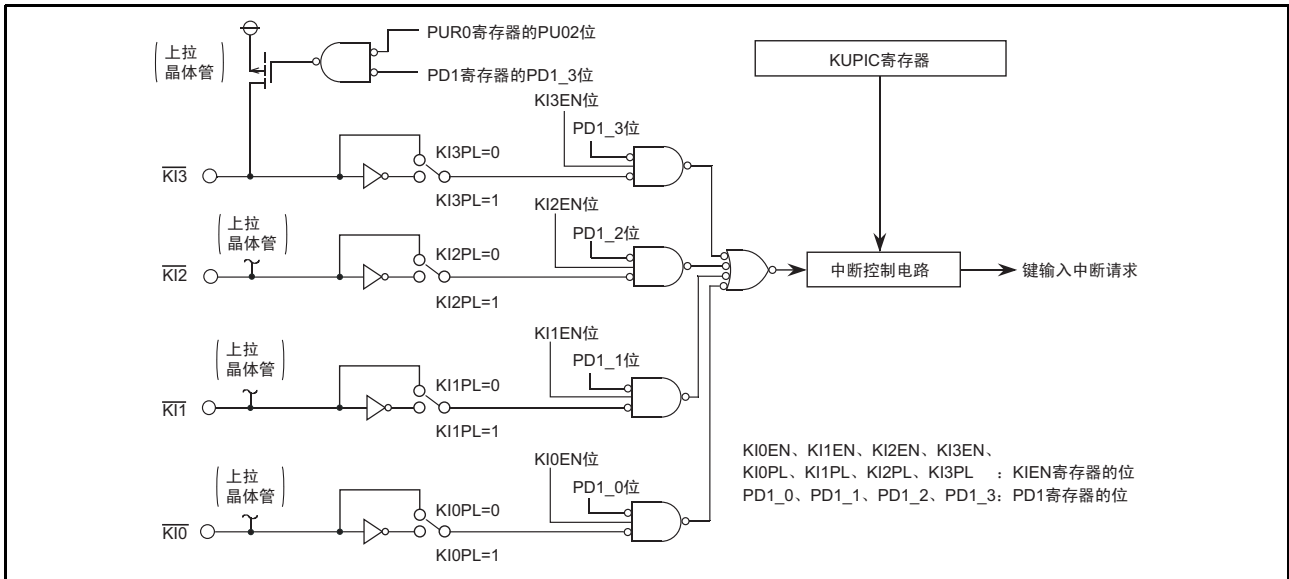 上拉
晶体管
PUR0寄存器的PU02位
PD1寄存器的PD1_3位
KUPIC寄存器
KI3EN位
PD1_3位
KI3PL=0
KI3
KI3PL=1
上拉
晶体管
KI2EN位
PD1_2位
KI2PL=0
KI2
KI2PL=1
中断控制电路
键输入中断请求
上拉
晶体管
KI1EN位
PD1_1位
KI1PL=0
KI1
KI1PL=1
上拉
晶体管
KI0EN位
PD1_0位
KI0PL=0
KI0
KI0PL=1
KI0EN、KI1EN、KI2EN、KI3EN、
KI0PL、KI1PL、KI2PL、KI3PL ：KIEN寄存器的位
PD1_0、PD1_1、PD1_2、PD1_3：PD1寄存器的位